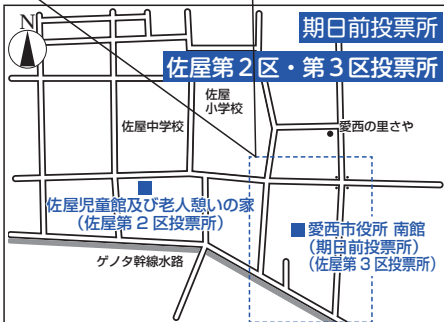 N
期日前投票所
佐屋第2区・第3区投票所
佐屋
小学校
佐屋中学校
愛西の里さや
佐屋児童館及び老人憩いの家
(佐屋第2区投票所)
愛西市役所 南館
(期日前投票所)
(佐屋第3区投票所)
ゲノタ幹線水路